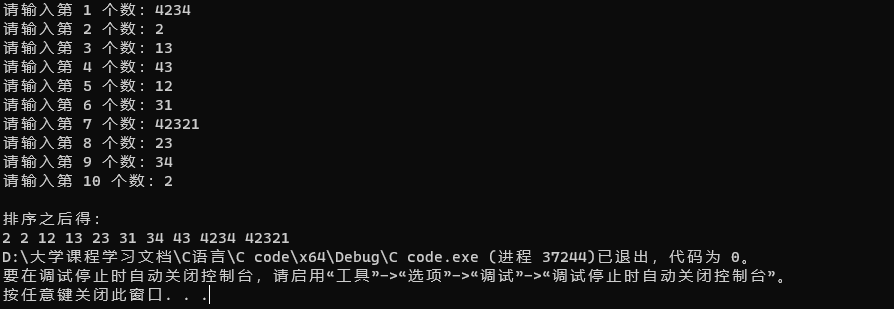 请输入第 1 个数: 4234
请输入第 2 个数: 2
请输入第 3 个数: 13
请输入第 4 个数: 43
请输入第 5 个数: 12
请输入第 6 个数: 31
请输入第 7 个数: 42321
请输入第 8 个数: 23
请输入第 9 个数: 34
请输入第 10 个数: 2
排序之后得:
2 2 12 13 23 31 34 43 4234 42321
D:\大学课程学习文档\C语言\C code\x64\Debug\C code.exe (进程 37244)已退出，代码为 0。
要在调试停止时自动关闭控制台，请启用“工具”->“选项”->“调试”->“调试停止时自动关闭控制台”。
按任意键关闭此窗口. . .